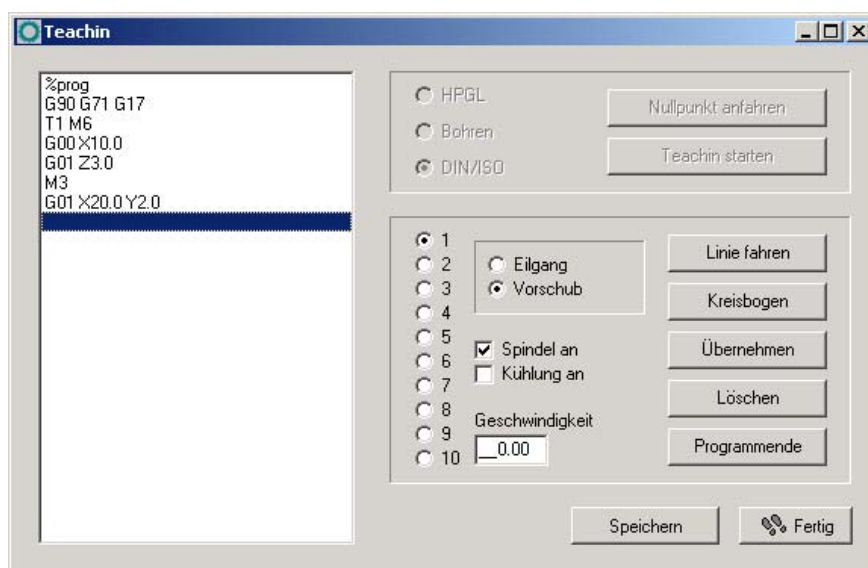 Teachin
%prog
G90 G71 G17
T1 M6
G00 X10.0
G01 Z3.0
M3
G01 X20.0 Y2.0
HPGL
Bohren
DIN/ISO
Nullpunkt anfahren
Teachin starten
1
2
3
4
5
6
7
8
9
10
Eilgang
Vorschub
Spindel an
Kühlung an
Geschwindigkeit
__0.00
Linie fahren
Kreisbogen
Übernehmen
Löschen
Programmende
Speichern
Fertig